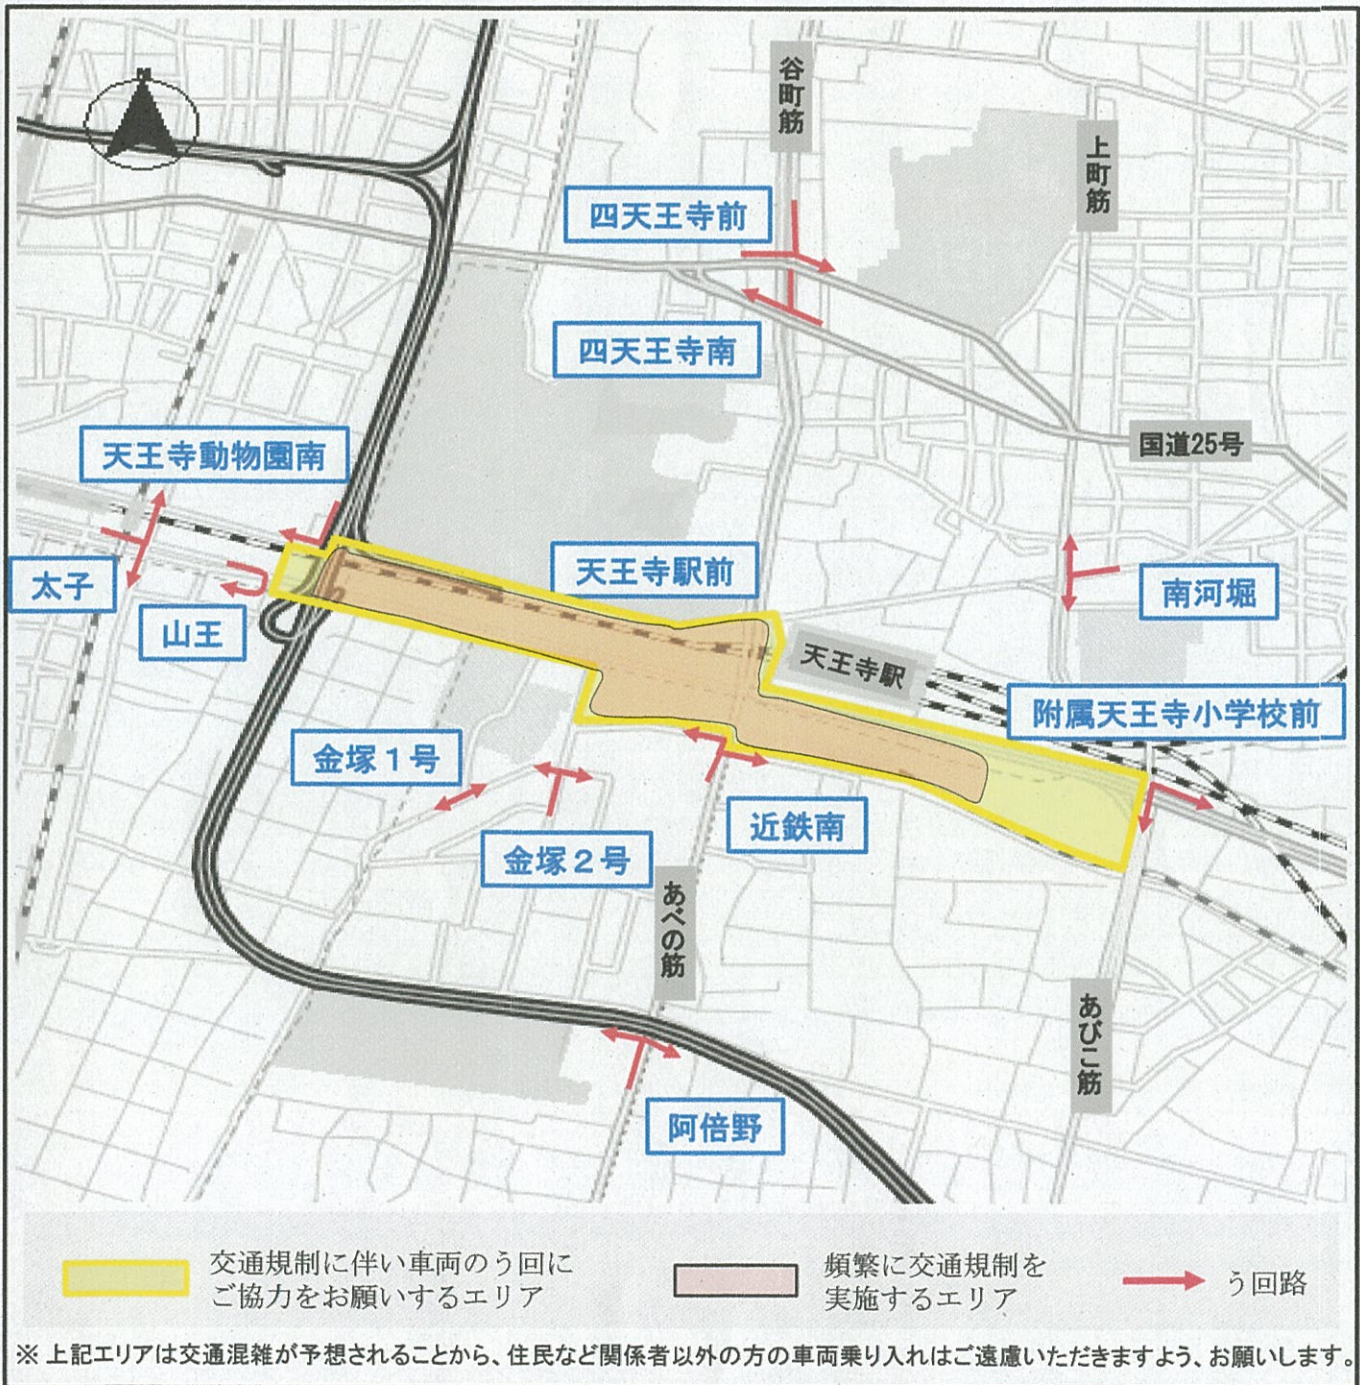 N
谷町筋
上町筋
四天王寺前
四天王寺南
国道25号
天王寺動物園南
太子
山王
天王寺駅前
南河堀
天王寺駅
附属天王寺小学校前
金塚１号
金塚２号
近鉄南
あべの筋
あびこ筋
阿倍野
交通規制に伴い車両のう回に
ご協力をお願いするエリア
頻繁に交通規制を
実施するエリア
う回路
※ 上記エリアは交通混雑が予想されることから、住民など関係者以外の方の車両乗り入れはご遠慮いただきますよう、お願いします。